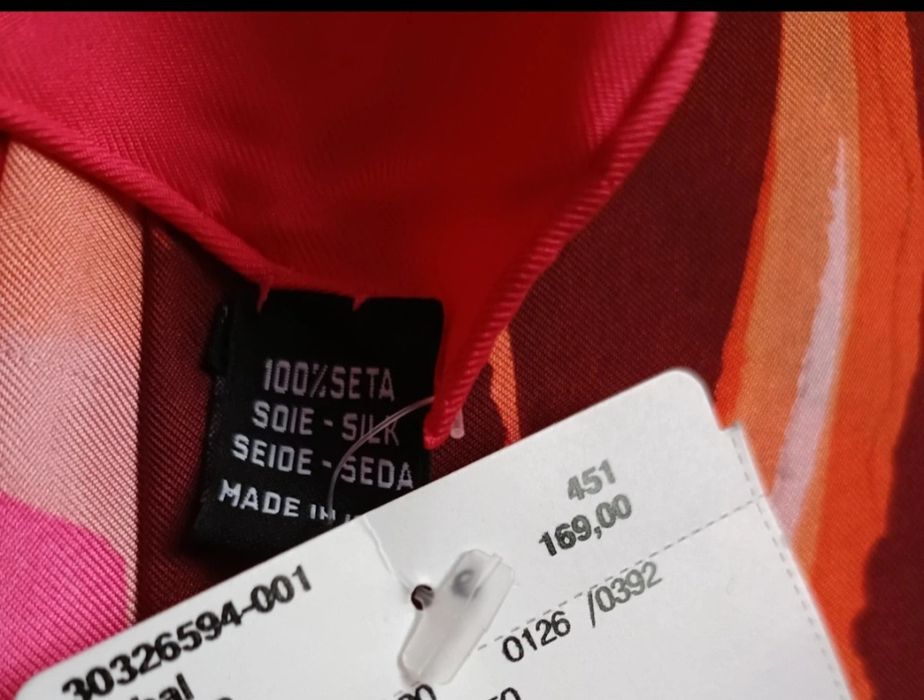 100%SETA
SOIE - SILK
SEIDE - SEDA
MADE IN
451
169,00
30326594-001
0126 /0392